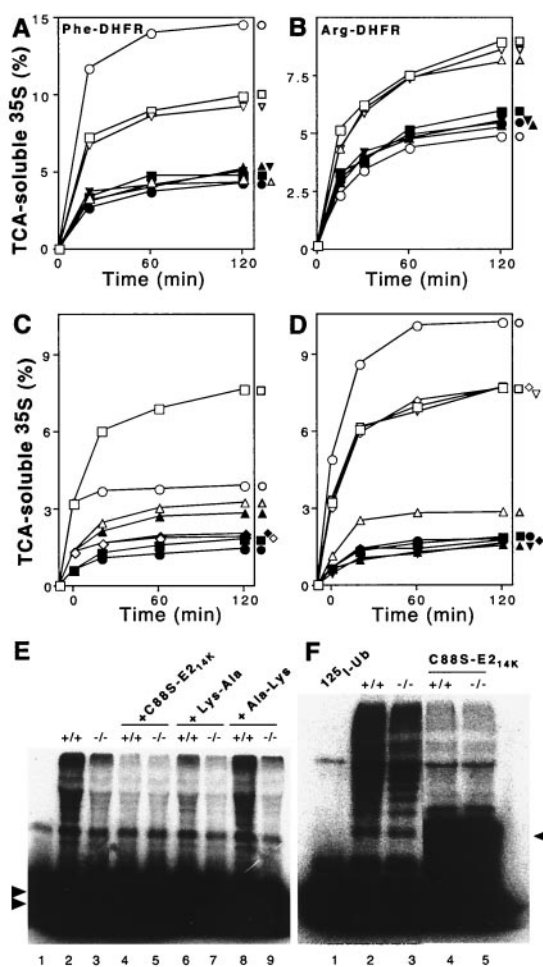 A Phe-DHFR
TCA-soluble 35S (%)
15
10
5
0
0 60 120
Time (min)
B Arg-DHFR
7.5
5
2.5
0
0 60 120
Time (min)
C
TCA-soluble 35S (%)
9
6
3
0
0 60 120
Time (min)
D
9
6
3
0
0 60 120
Time (min)
E
+C88S-E214K
+ Lys-Ala
+ Ala-Lys
+/+ -/- +/+ -/- +/+ -/- +/+ -/-
1 2 3 4 5 6 7 8 9
F
125I-Ub
C88S-E214K
+/+ -/- +/+ -/-
1 2 3 4 5